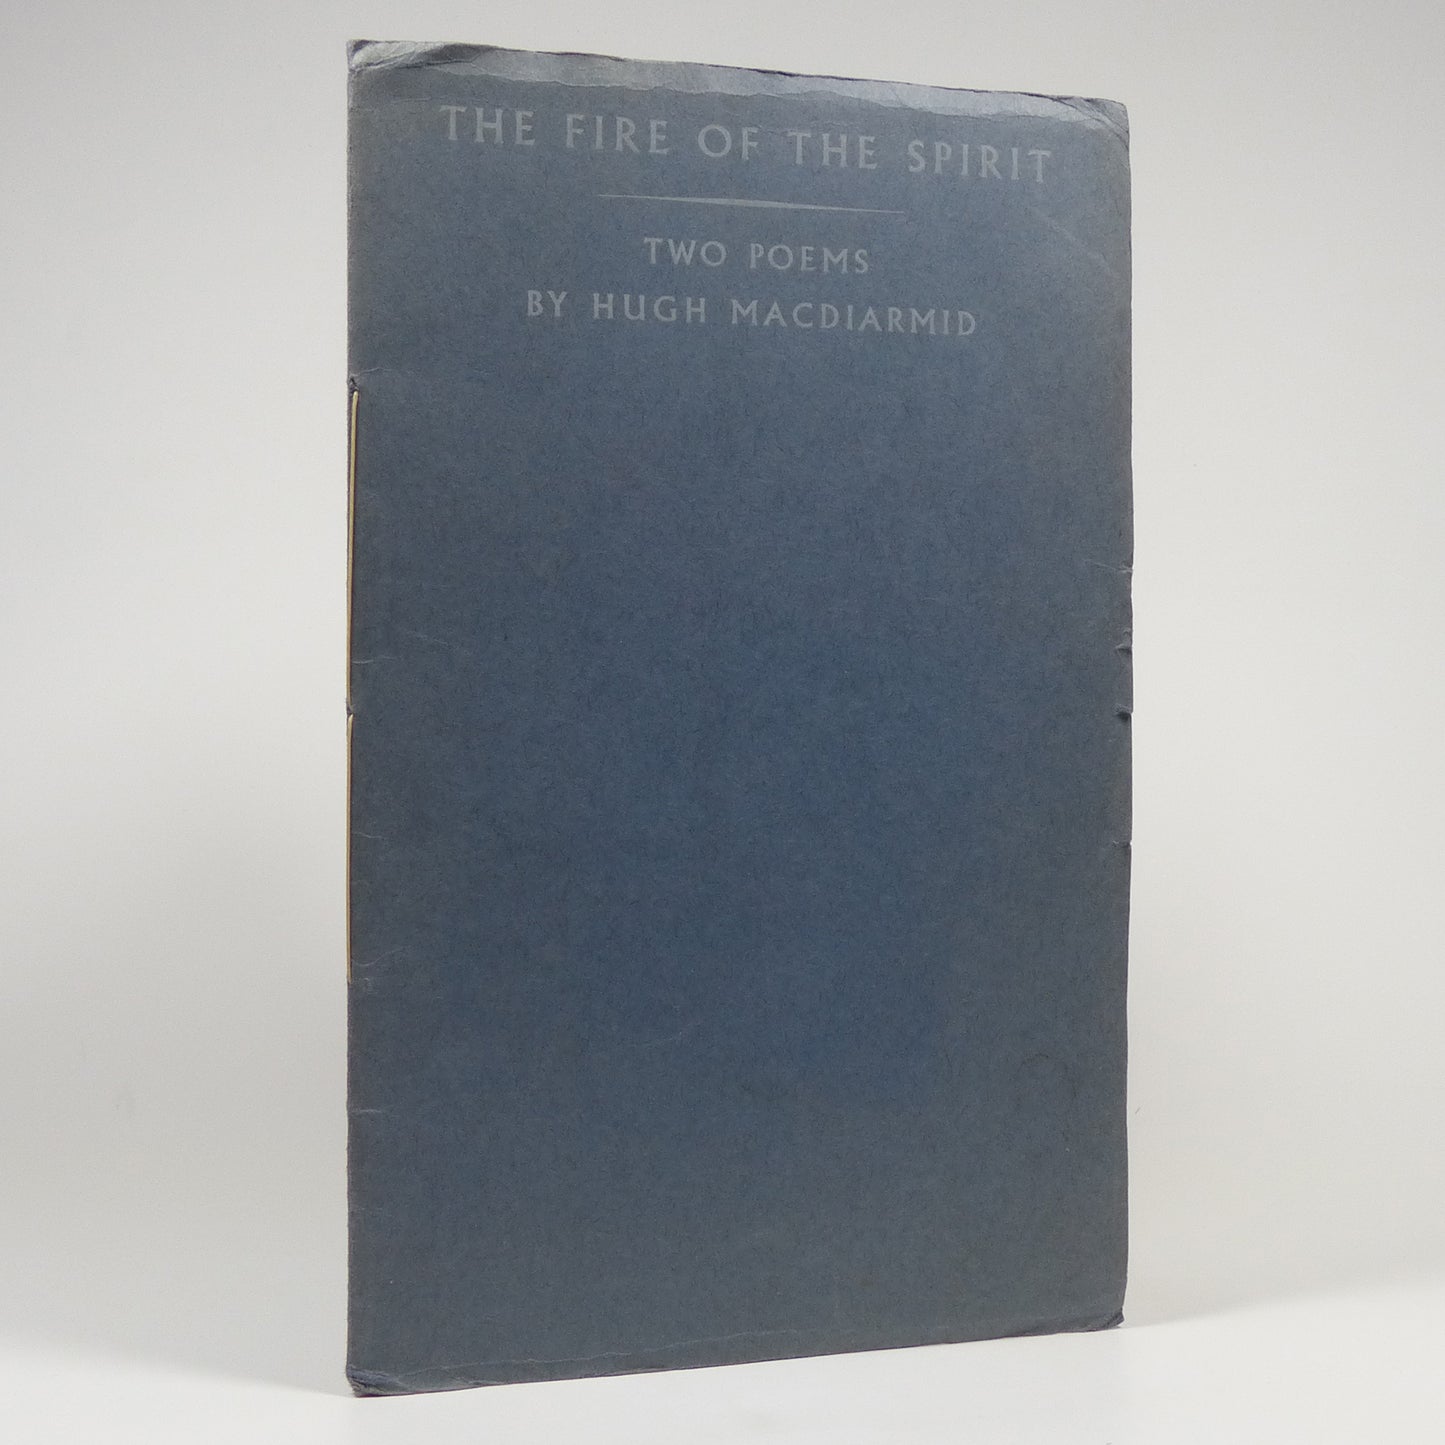 THE FIRE OF THE SPIRIT
TWO POEMS
BY HUGH MACDIARMID